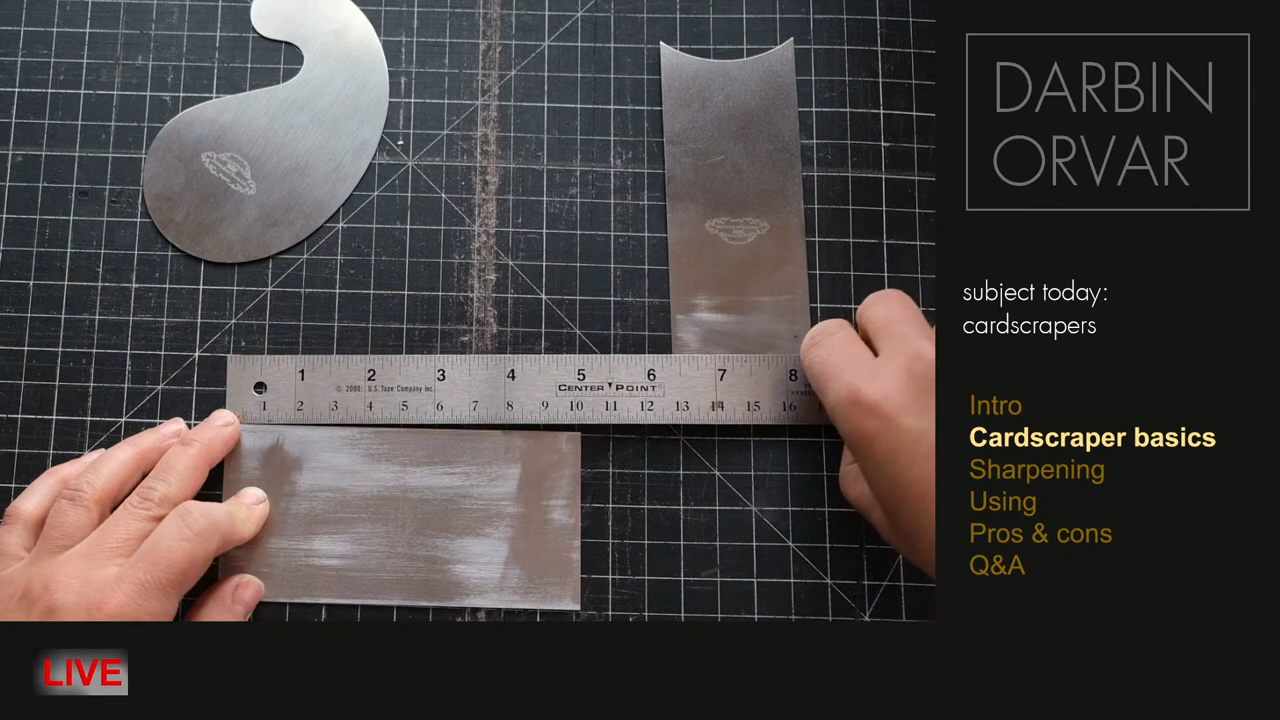 DARBIN
ORVAR
subject today:
cardscrapers
Intro
Cardscraper basics
Sharpening
Using
Pros & cons
Q&A
1 2 3 4 5 6 7 8
© 2000 U.S. Tape Company Inc.
CENTER POINT
1 2 3 4 5 6 7 8 9 10 11 12 13 14 15 16
LIVE